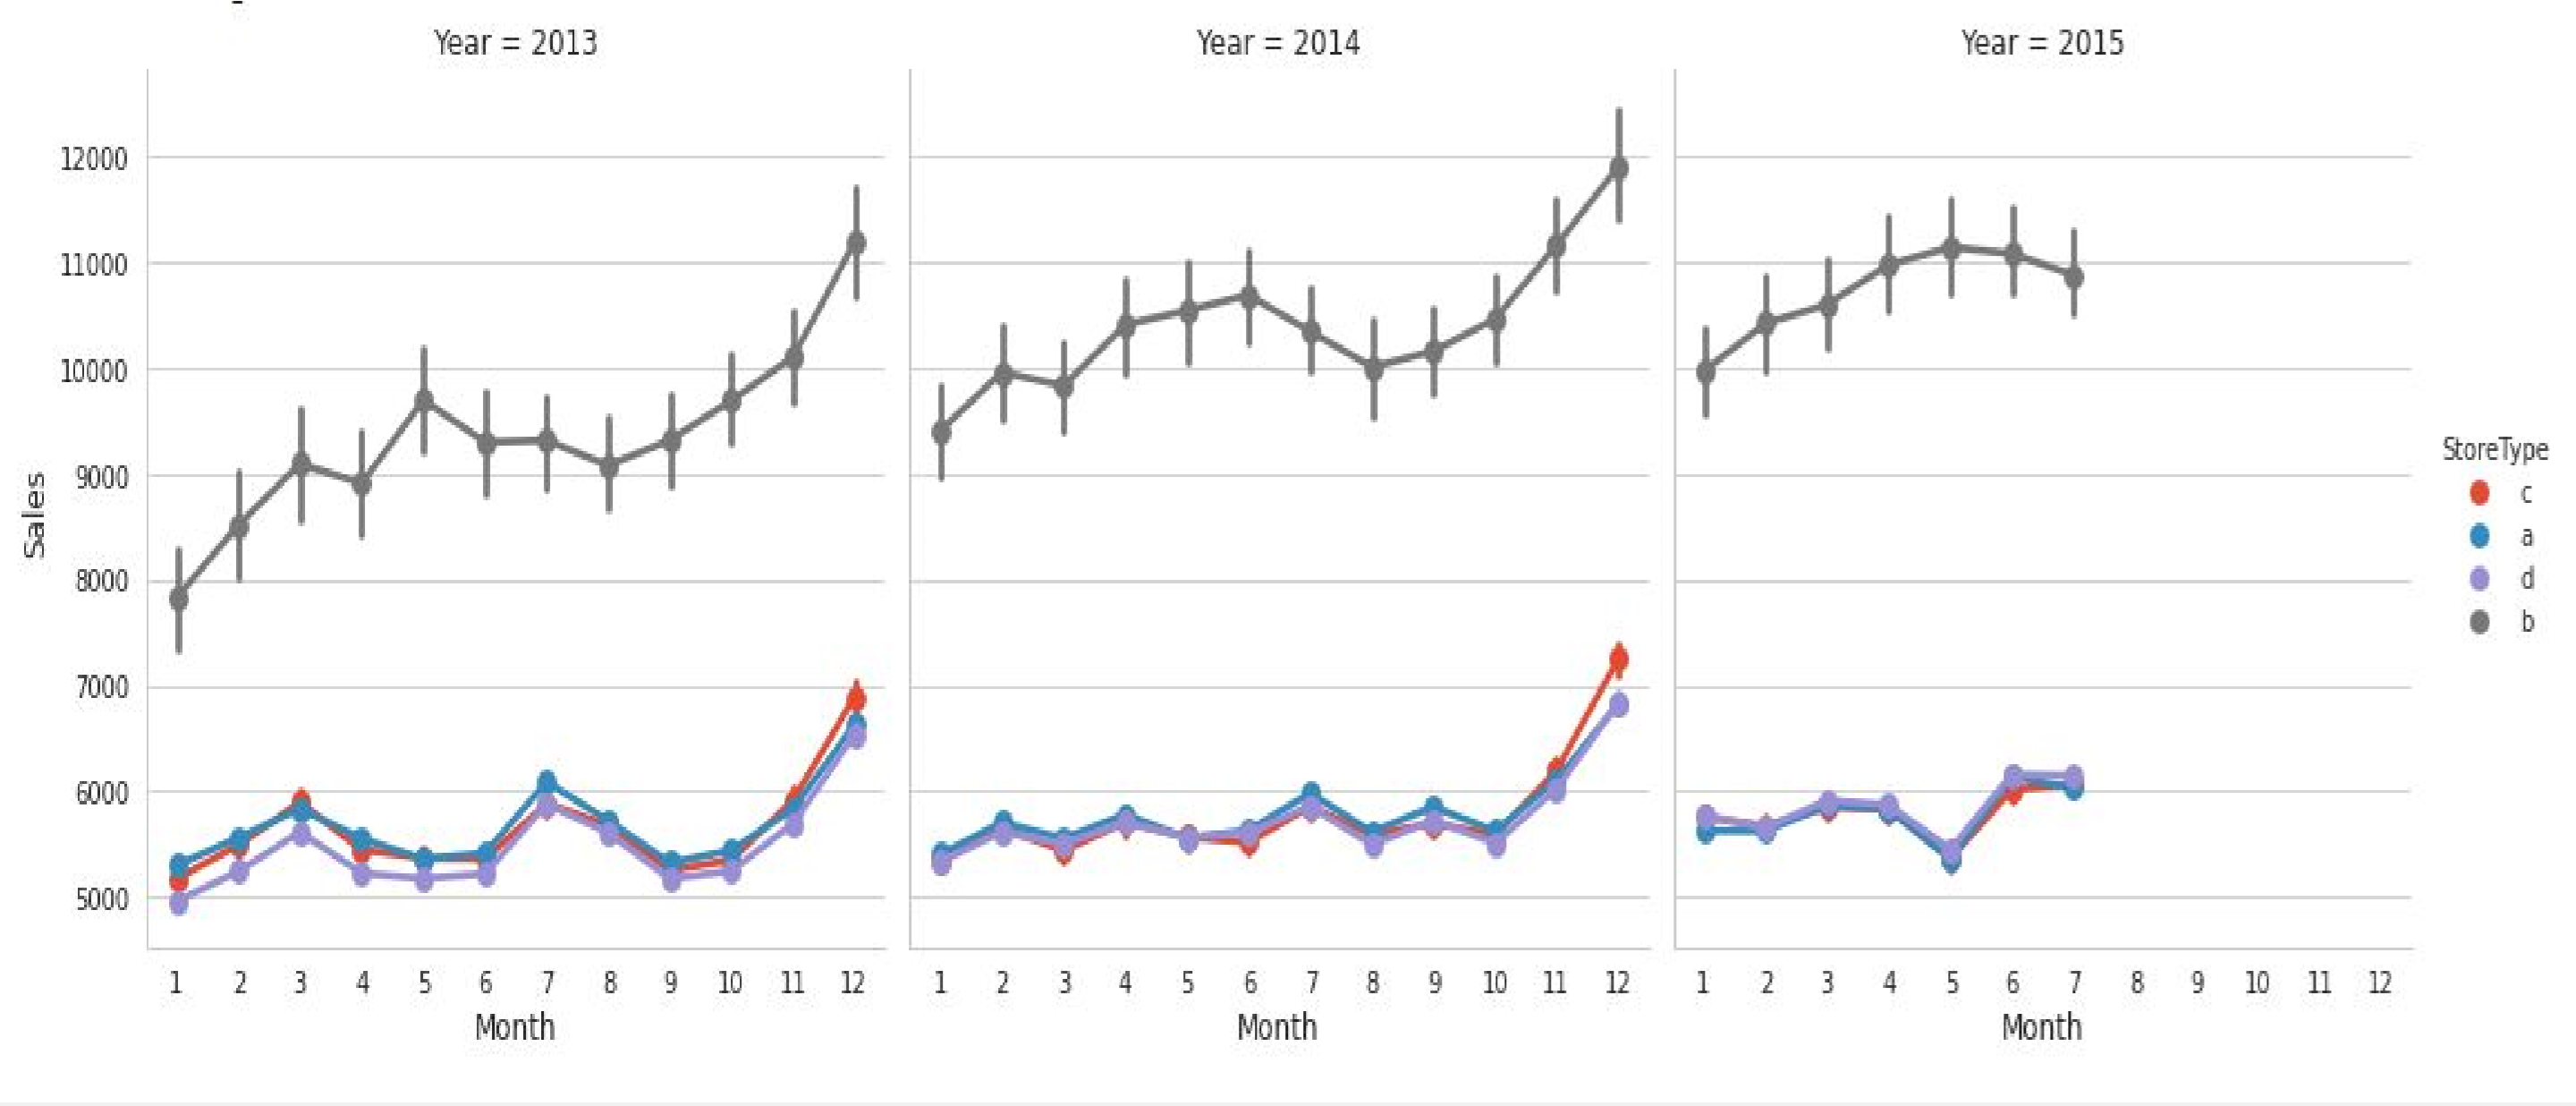 Year = 2013
Year = 2014
Year = 2015
12000
11000
10000
9000
8000
7000
6000
5000
Sales
1 2 3 4 5 6 7 8 9 10 11 12
1 2 3 4 5 6 7 8 9 10 11 12
1 2 3 4 5 6 7 8 9 10 11 12
Month
Month
Month
StoreType
c
a
d
b